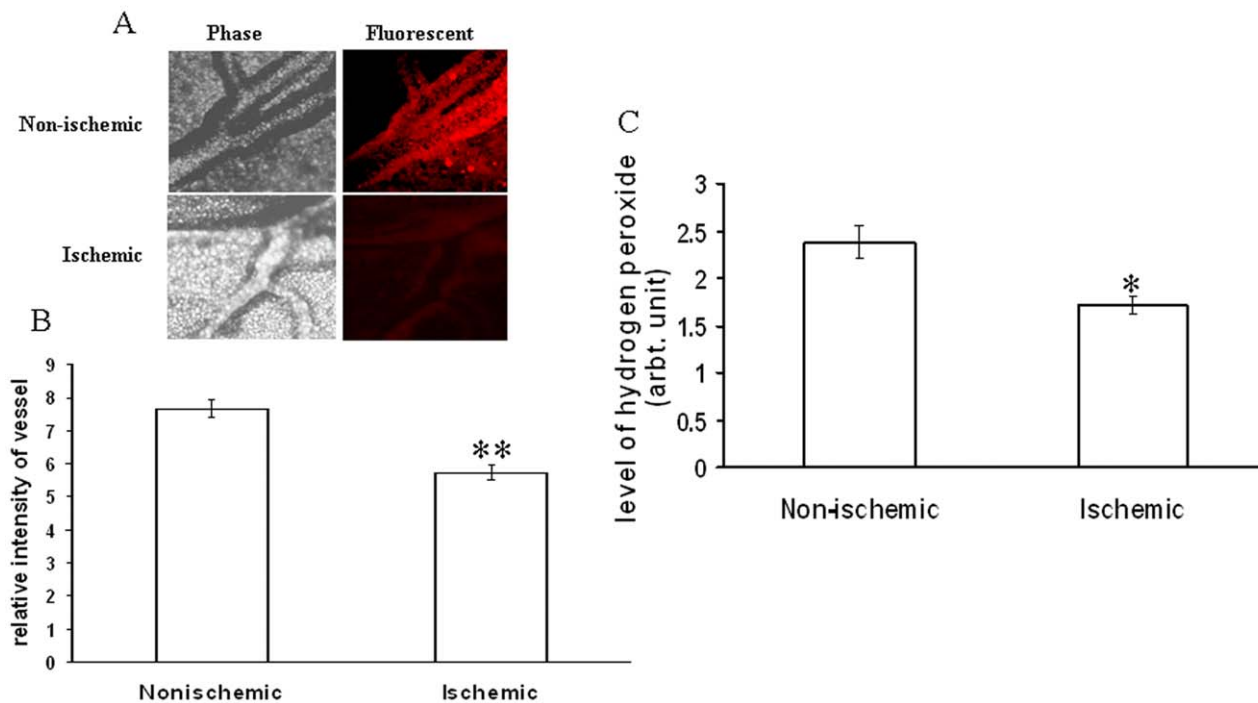 A
Phase Fluorescent
Non-ischemic
Ischemic
B
relative intensity of vessel
9
8
7
6
5
4
3
2
1
0
**
Nonischemic Ischemic
C
level of hydrogen peroxide
(arbt. unit)
3
2.5
2
1.5
1
0.5
0
*
Non-ischemic Ischemic